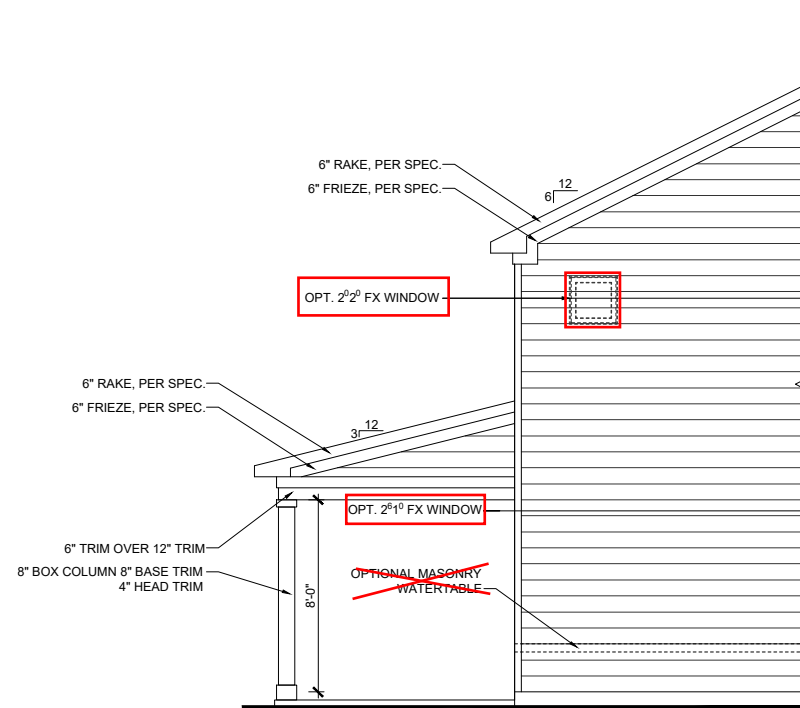 6" RAKE, PER SPEC.
6" FRIEZE, PER SPEC.
12
6
OPT. 2⁰2⁰ FX WINDOW
6" RAKE, PER SPEC.
6" FRIEZE, PER SPEC.
12
3
OPT. 2⁶1⁰ FX WINDOW
6" TRIM OVER 12" TRIM
8" BOX COLUMN 8" BASE TRIM
4" HEAD TRIM
OPTIONAL MASONRY
WATERTABLE
8'-0"